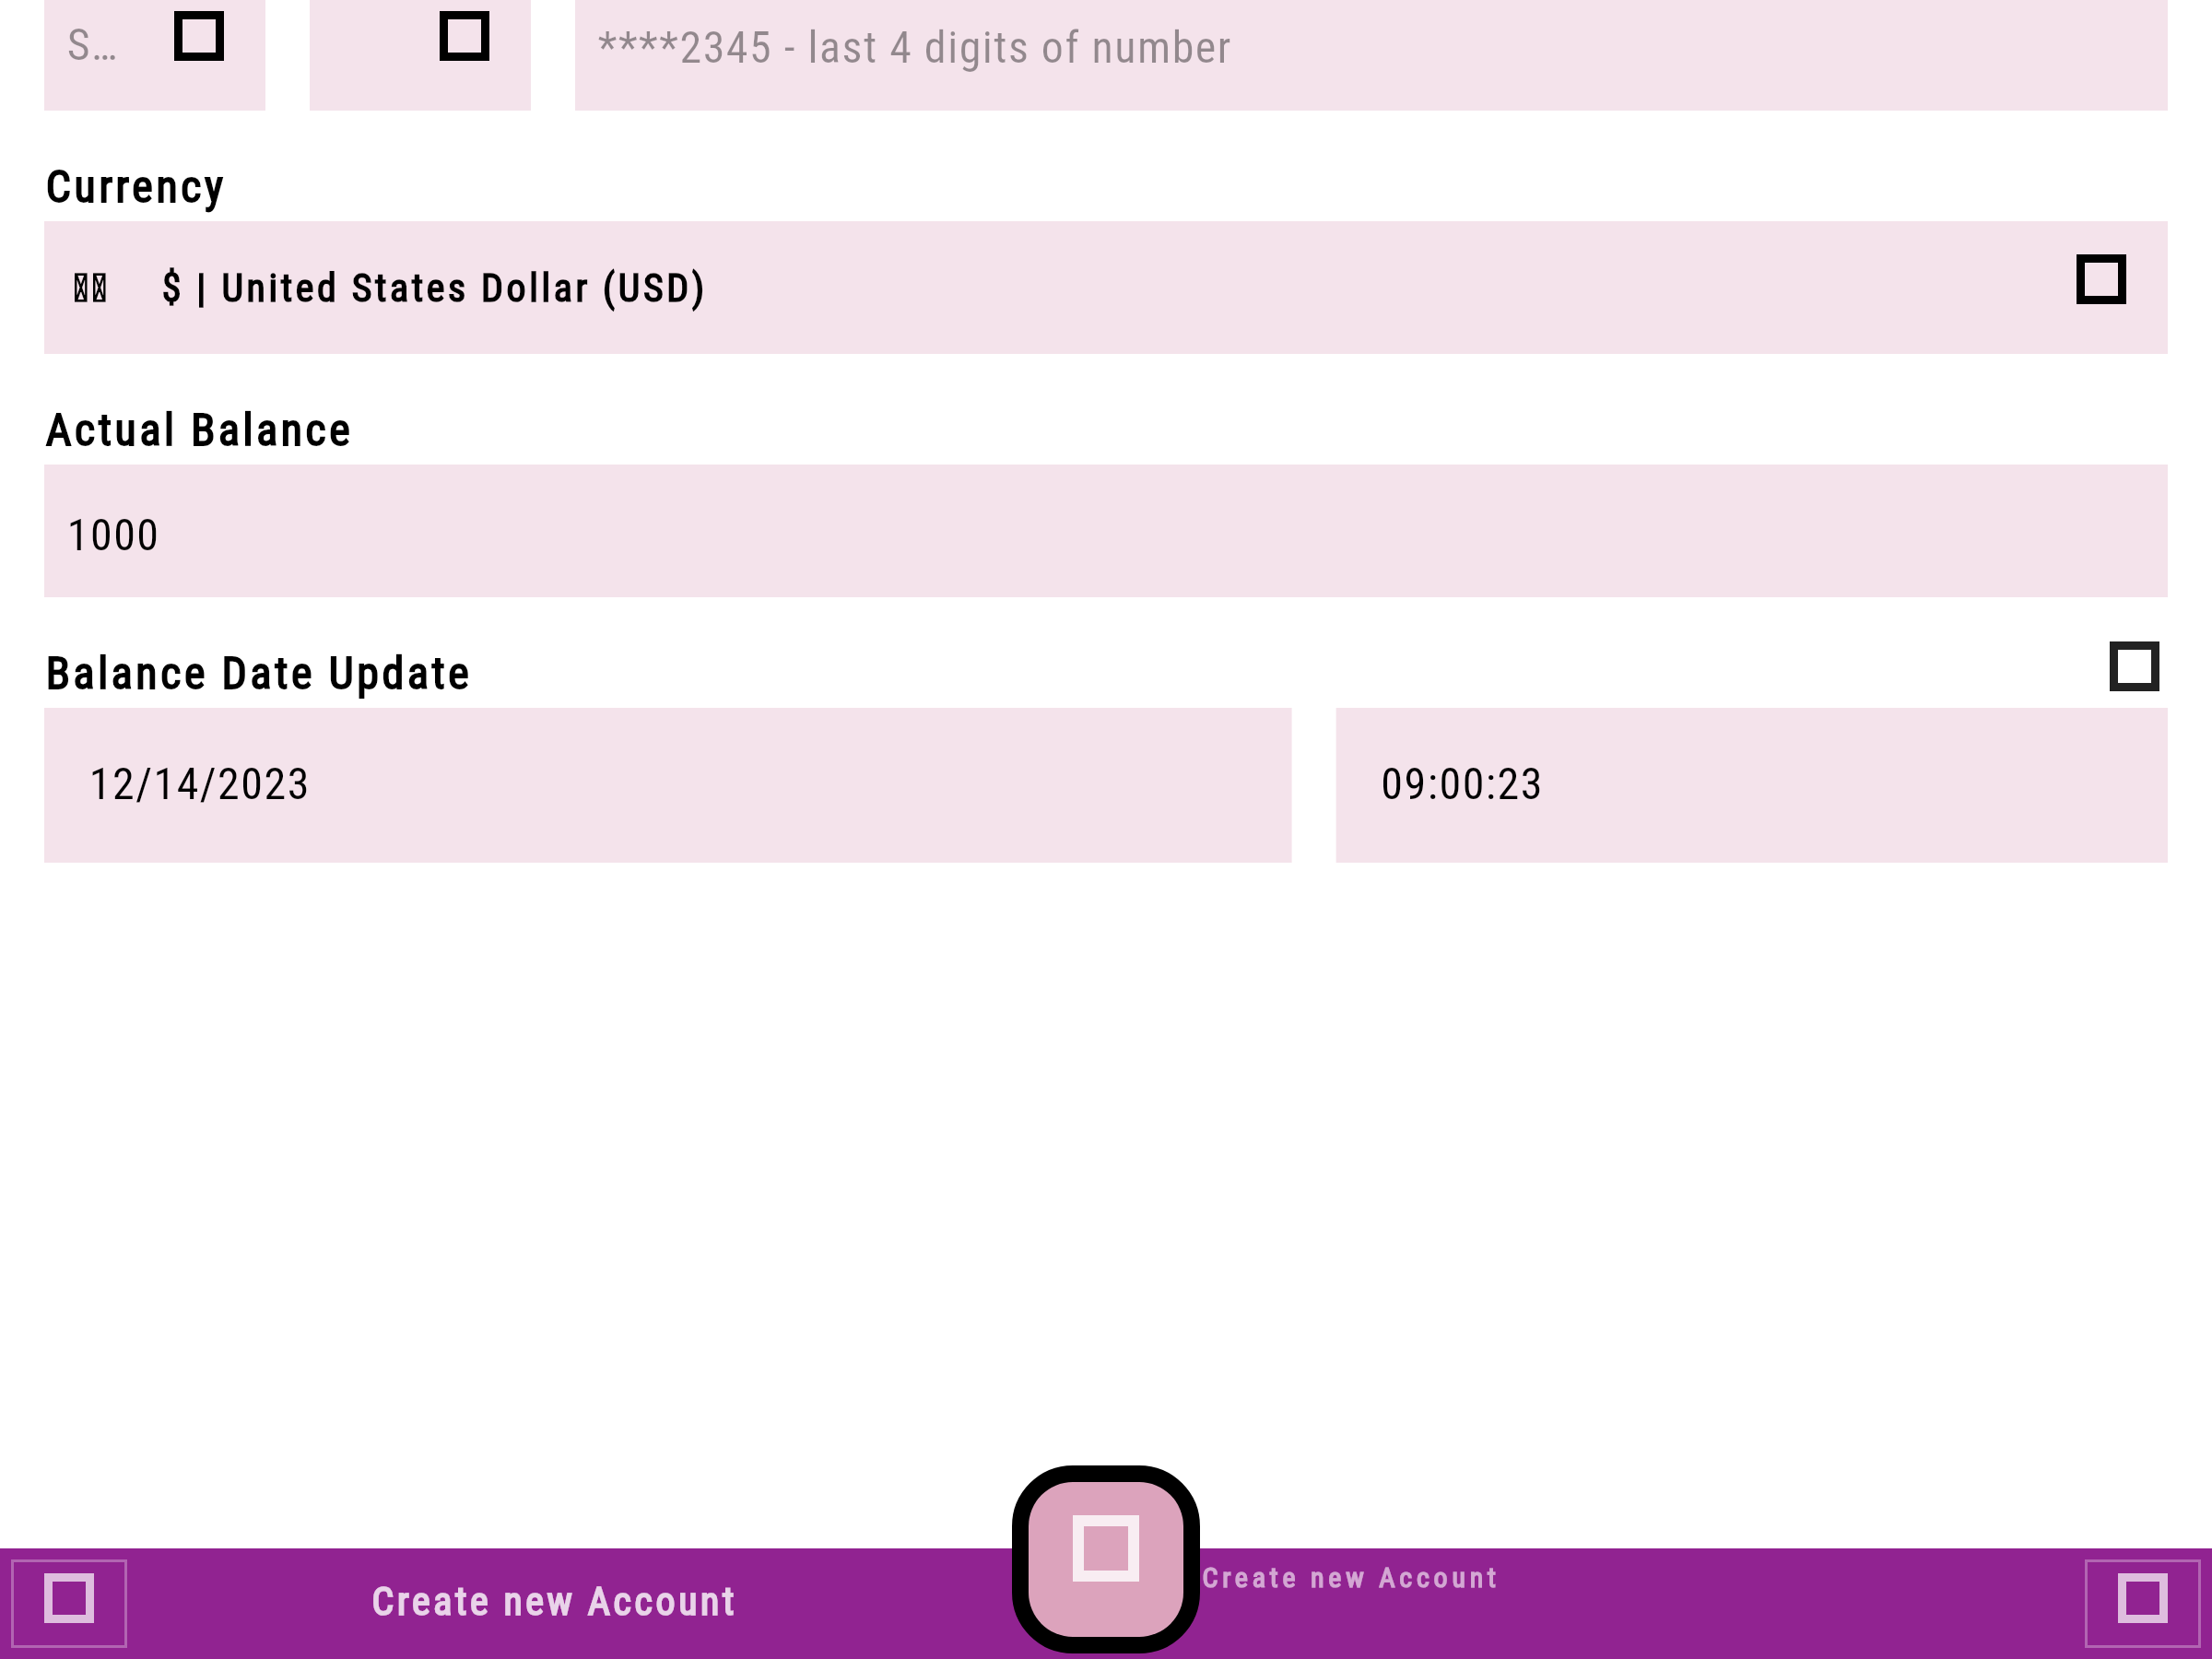 S…
****2345 - last 4 digits of number
Currency
$ | United States Dollar (USD)
Actual Balance
1000
Balance Date Update
12/14/2023
09:00:23
Create new Account
Create new Account